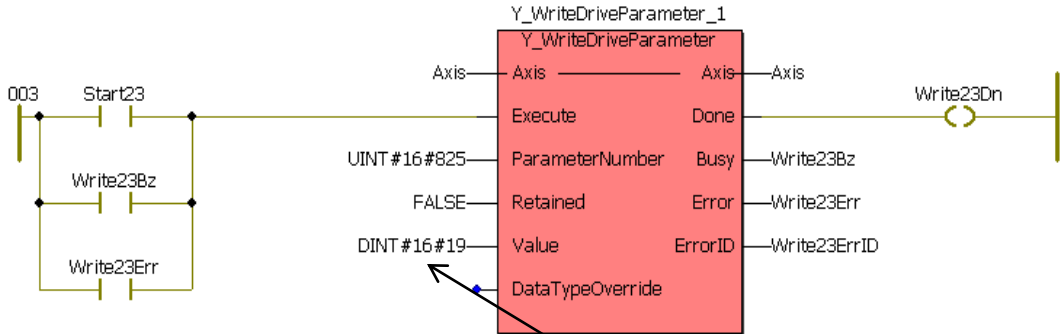 Y_WriteDriveParameter_1
Y_WriteDriveParameter
Axis Axis Axis Axis
003 Start23 Write23Dn
Execute Done
UINT#16#825 ParameterNumber Busy Write23Bz
Write23Bz
FALSE Retained Error Write23Err
DINT#16#19 Value ErrorID Write23ErrID
Write23Err
DataTypeOverride